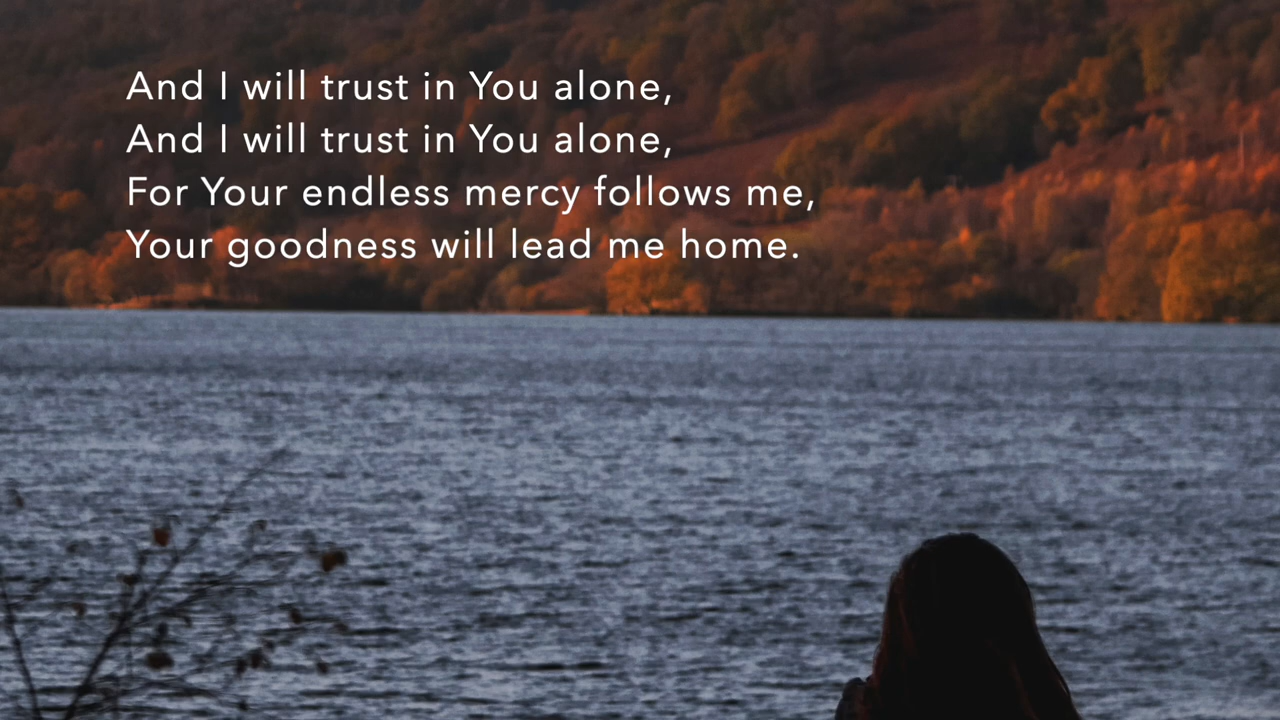 And I will trust in You alone,
And I will trust in You alone,
For Your endless mercy follows me,
Your goodness will lead me home.